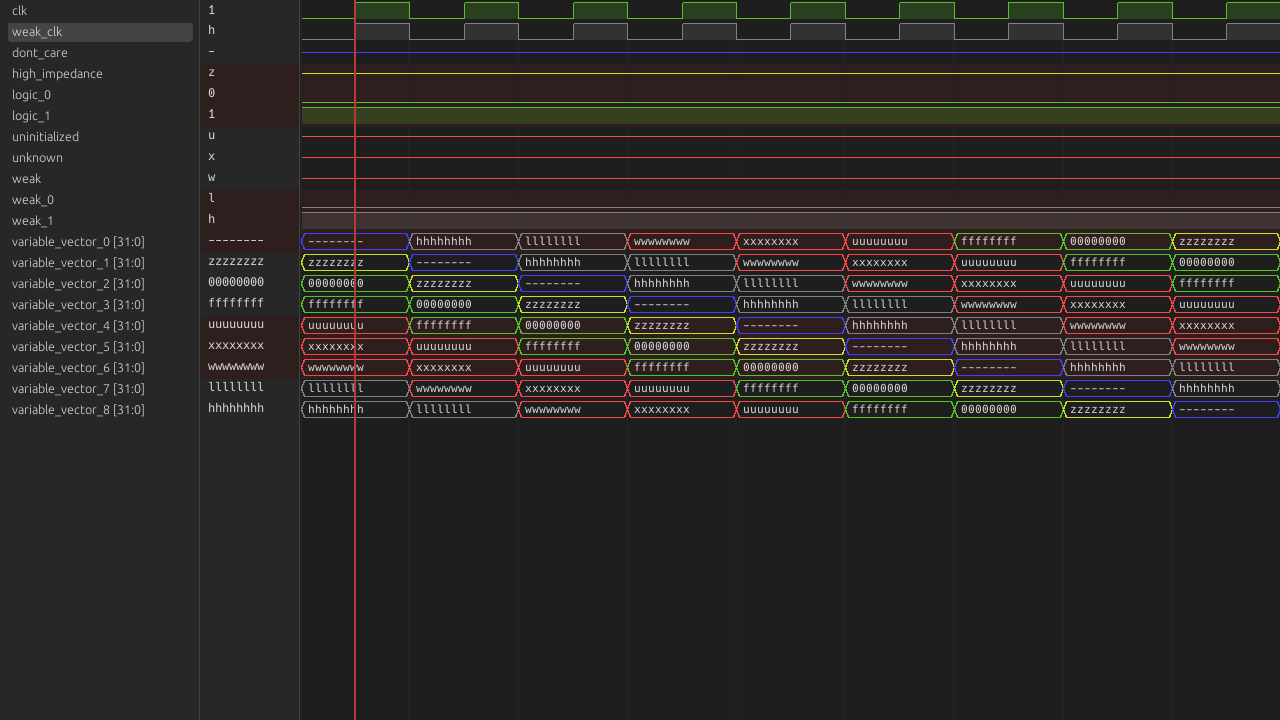 clk 1
weak_clk h
dont_care -
high_impedance z
logic_0 0
logic_1 1
uninitialized u
unknown x
weak w
weak_0 l
weak_1 h
variable_vector_0 [31:0] -------- -------- hhhhhhhh llllllll wwwwwwww xxxxxxxx uuuuuuuu ffffffff 00000000 zzzzzzzz
variable_vector_1 [31:0] zzzzzzzz zzzzzzzz -------- hhhhhhhh llllllll wwwwwwww xxxxxxxx uuuuuuuu ffffffff 00000000
variable_vector_2 [31:0] 00000000 00000000 zzzzzzzz -------- hhhhhhhh llllllll wwwwwwww xxxxxxxx uuuuuuuu ffffffff
variable_vector_3 [31:0] ffffffff ffffffff 00000000 zzzzzzzz -------- hhhhhhhh llllllll wwwwwwww xxxxxxxx uuuuuuuu
variable_vector_4 [31:0] uuuuuuuu uuuuuuuu ffffffff 00000000 zzzzzzzz -------- hhhhhhhh llllllll wwwwwwww xxxxxxxx
variable_vector_5 [31:0] xxxxxxxx xxxxxxxx uuuuuuuu ffffffff 00000000 zzzzzzzz -------- hhhhhhhh llllllll wwwwwwww
variable_vector_6 [31:0] wwwwwwww wwwwwwww xxxxxxxx uuuuuuuu ffffffff 00000000 zzzzzzzz -------- hhhhhhhh llllllll
variable_vector_7 [31:0] llllllll llllllll wwwwwwww xxxxxxxx uuuuuuuu ffffffff 00000000 zzzzzzzz -------- hhhhhhhh
variable_vector_8 [31:0] hhhhhhhh hhhhhhhh llllllll wwwwwwww xxxxxxxx uuuuuuuu ffffffff 00000000 zzzzzzzz --------